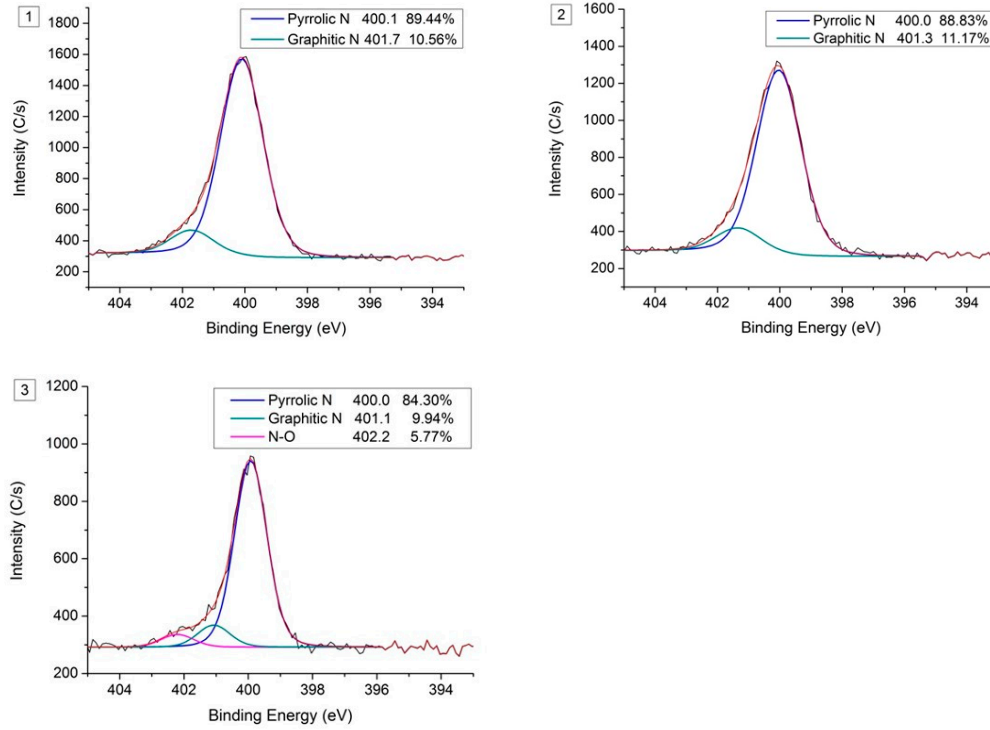 1
Pyrrolic N 400.1 89.44%
Graphitic N 401.7 10.56%
1800
1600
1400
1200
1000
800
600
400
200
404 402 400 398 396 394
Intensity (C/s)
Binding Energy (eV)
2
Pyrrolic N 400.0 88.83%
Graphitic N 401.3 11.17%
1600
1400
1200
1000
800
600
400
200
404 402 400 398 396 394
Intensity (C/s)
Binding Energy (eV)
3
Pyrrolic N 400.0 84.30%
Graphitic N 401.1 9.94%
N-O 402.2 5.77%
1200
1000
800
600
400
200
404 402 400 398 396 394
Intensity (C/s)
Binding Energy (eV)